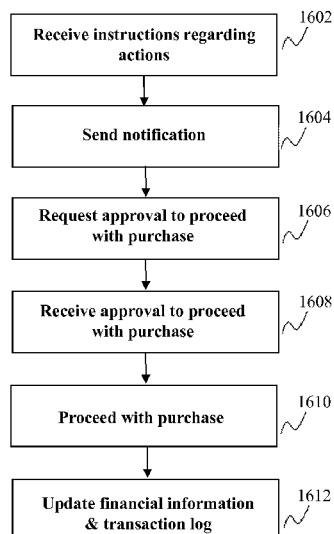 Receive instructions regarding
actions
1602
Send notification
1604
Request approval to proceed
with purchase
1606
Receive approval to proceed
with purchase
1608
Proceed with purchase
1610
Update financial information
& transaction log
1612